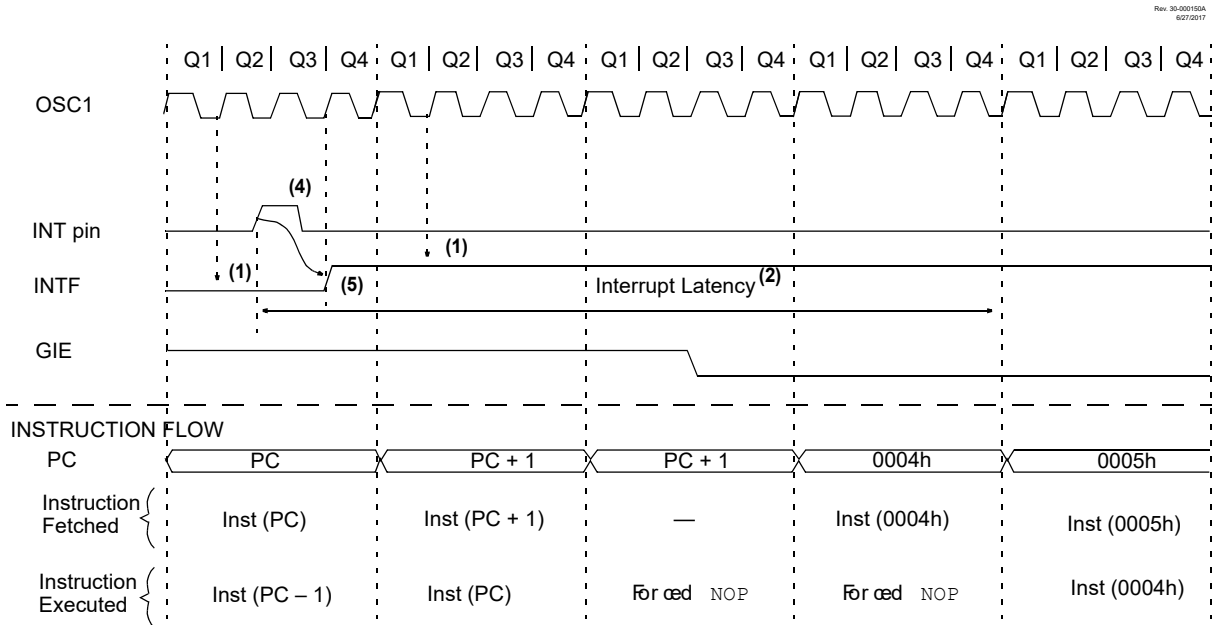 Rev. 30-000150A
6/27/2017
Q1 Q2 Q3 Q4 Q1 Q2 Q3 Q4 Q1 Q2 Q3 Q4 Q1 Q2 Q3 Q4 Q1 Q2 Q3 Q4
OSC1
(4)
INT pin
(1)
(1)
INTF
(5)
Interrupt Latency(2)
GIE
INSTRUCTION FLOW
PC PC PC + 1 PC + 1 0004h 0005h
Instruction
Fetched
Inst (PC) Inst (PC + 1) — Inst (0004h) Inst (0005h)
Instruction
Executed
Inst (PC – 1) Inst (PC) Forced NOP Forced NOP Inst (0004h)